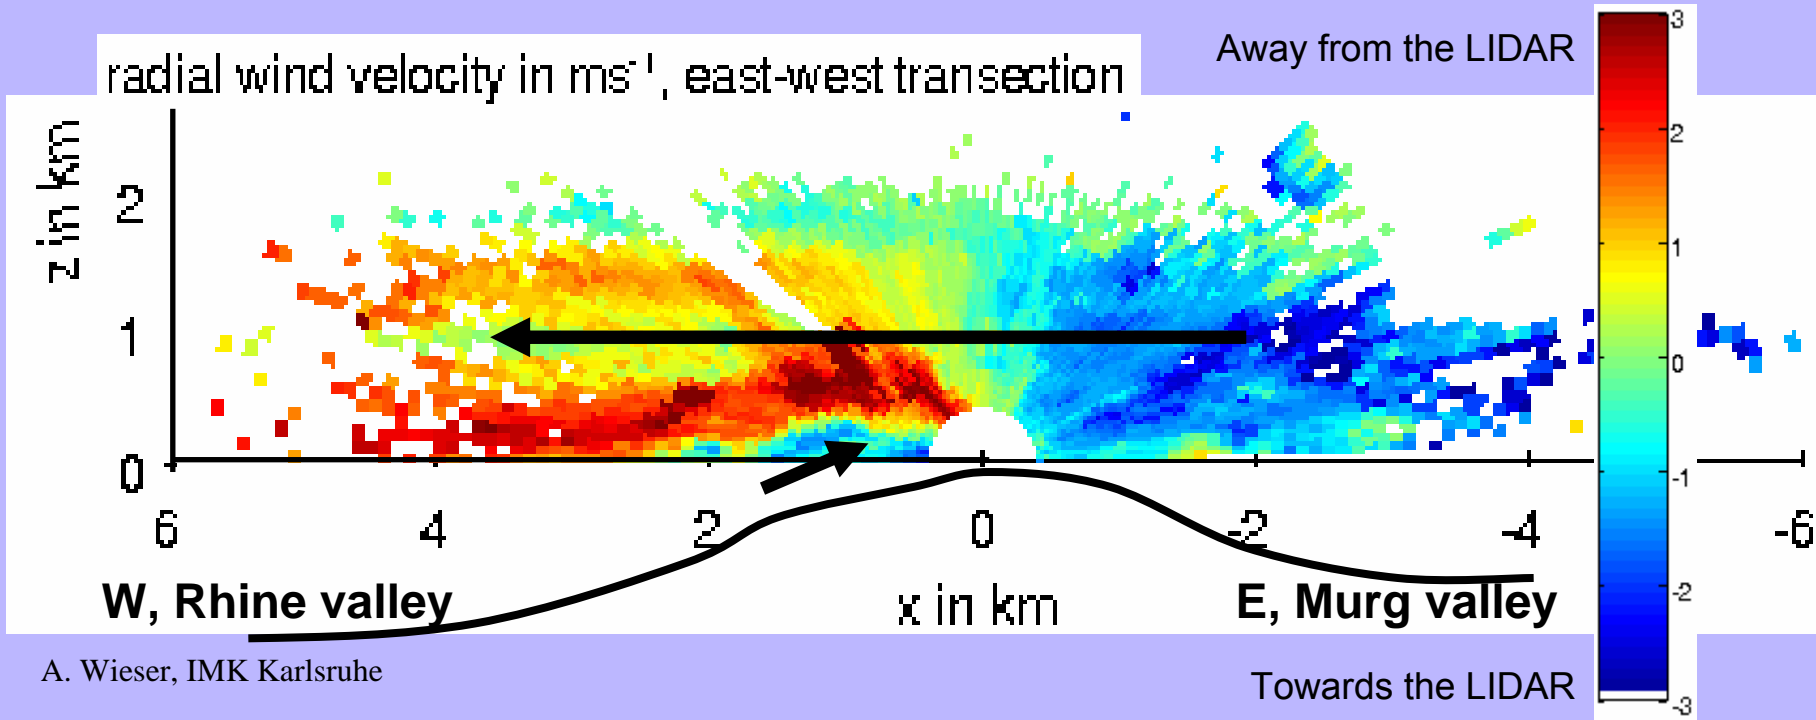 Away from the LIDAR
radial wind velocity in ms⁻¹, east-west transection
z in km
2
1
0
6 4 2 0 -2 -4 -6
x in km
W, Rhine valley
E, Murg valley
A. Wieser, IMK Karlsruhe
Towards the LIDAR
3
2
1
0
-1
-2
-3